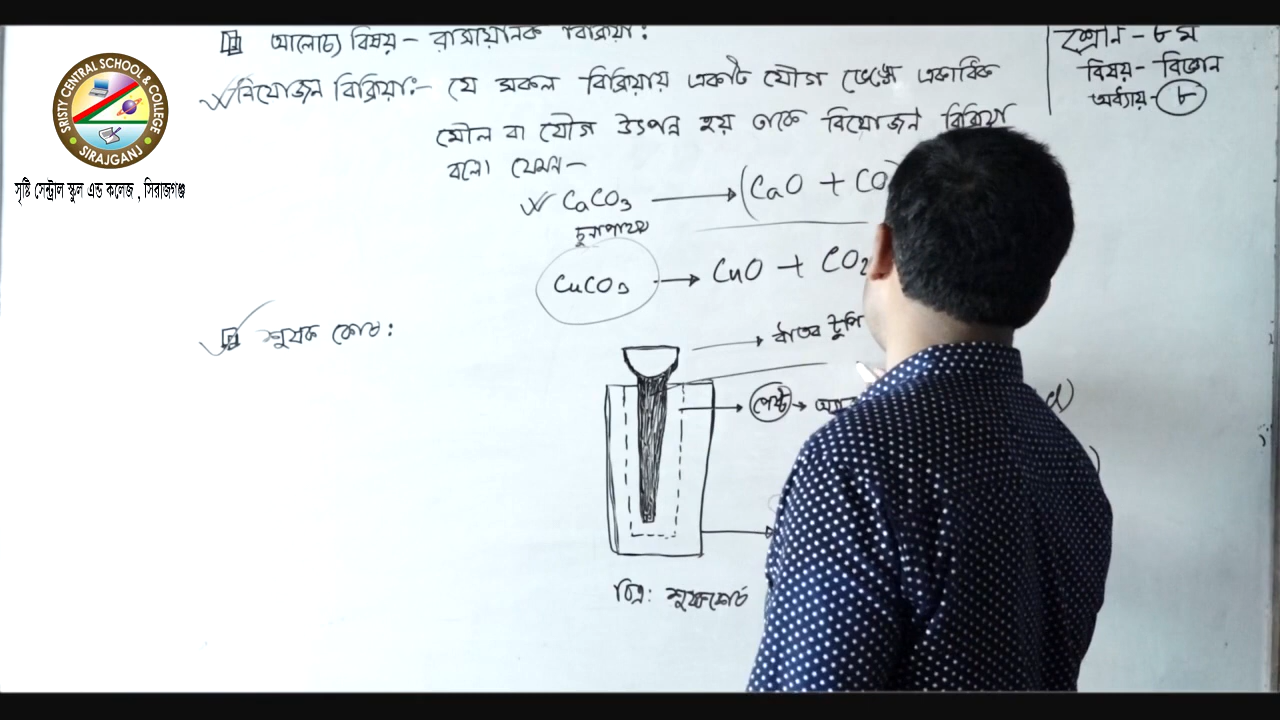 আলোচ্য বিষয় - রাসায়নিক বিক্রিয়া:
শ্রেণি - ৮ম
বিষয় - বিজ্ঞান
অধ্যায় - ৮
SRISTY CENTRAL SCHOOL & COLLEGE
SIRAJGANJ
সৃষ্টি সেন্ট্রাল স্কুল এন্ড কলেজ , সিরাজগঞ্জ
বিযোজন বিক্রিয়া:- যে সকল বিক্রিয়ায় একটি যৌগ ভেঙ্গে একাধিক
মৌল বা যৌগ উৎপন্ন হয় তাকে বিযোজন বিক্রিয়া
বলে। যেমন-
CaCO₃ → (CaO + CO
চুনাপাথর
CuCO₃ → CuO + CO₂
শুষ্ক কোষ:
ধাতব টুপি
পেস্ট →
চিত্র: শুষ্ককোষ